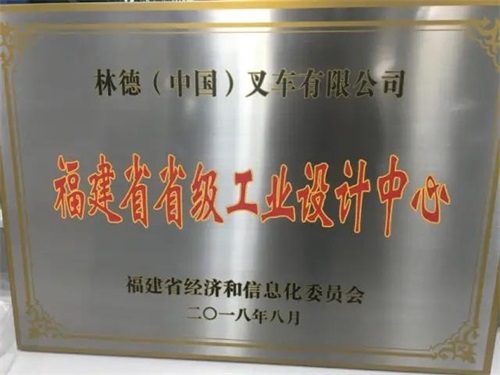 林德（中国）叉车有限公司
福建省省级工业设计中心
福建省经济和信息化委员会
二〇一八年八月